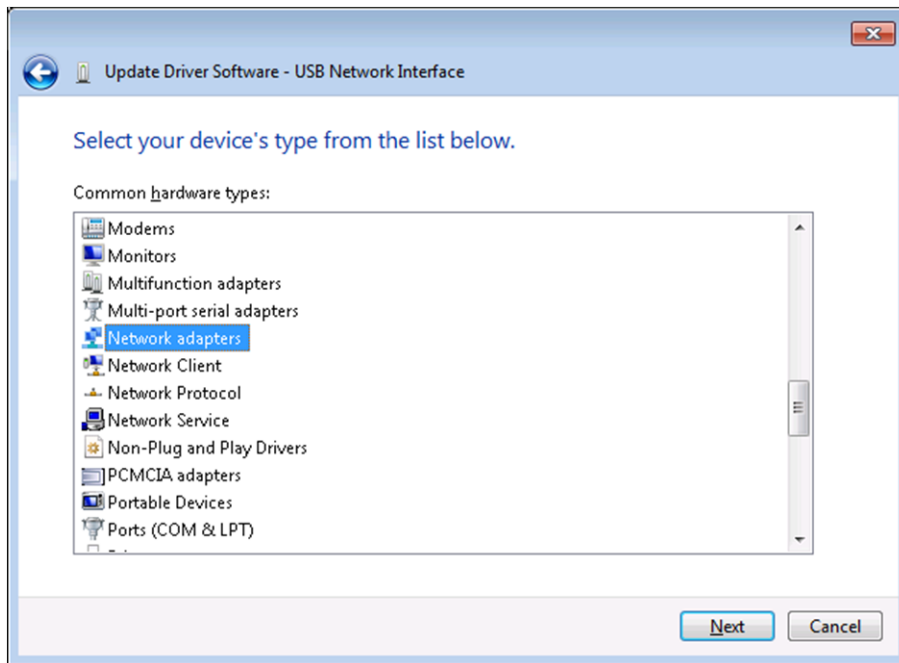 Update Driver Software - USB Network Interface
Select your device's type from the list below.
Common hardware types:
Modems
Monitors
Multifunction adapters
Multi-port serial adapters
Network adapters
Network Client
Network Protocol
Network Service
Non-Plug and Play Drivers
PCMCIA adapters
Portable Devices
Ports (COM & LPT)
Next
Cancel